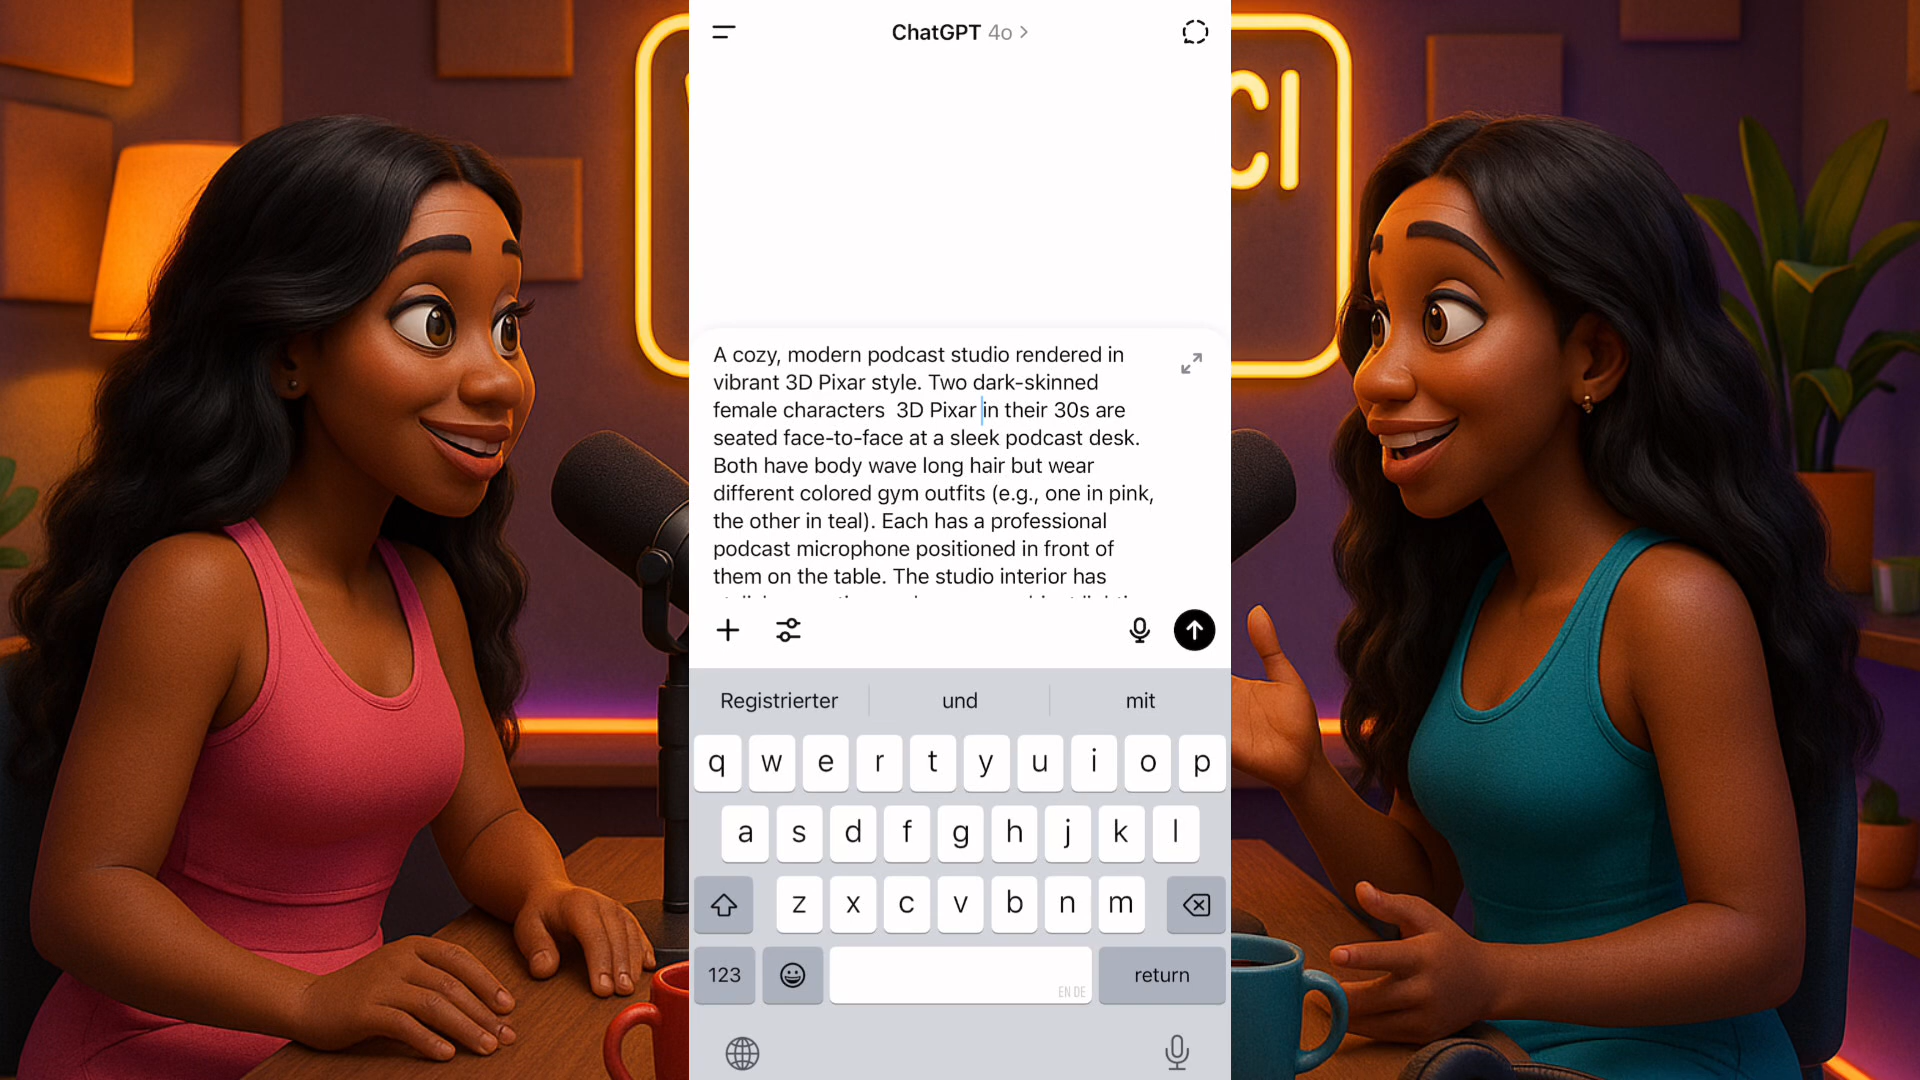 ChatGPT 4o >
CI
A cozy, modern podcast studio rendered in
vibrant 3D Pixar style. Two dark-skinned
female characters  3D Pixar in their 30s are
seated face-to-face at a sleek podcast desk.
Both have body wave long hair but wear
different colored gym outfits (e.g., one in pink,
the other in teal). Each has a professional
podcast microphone positioned in front of
them on the table. The studio interior has
Registrierter und mit
q w e r t y u i o p
a s d f g h j k l
z x c v b n m
123 EN DE return